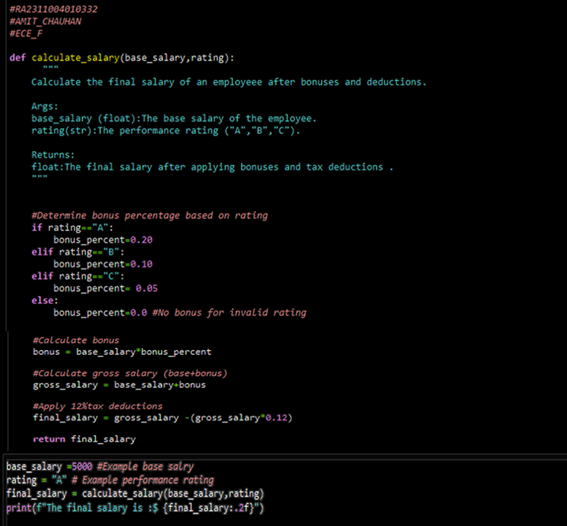 #RA2311004010332
#AMIT_CHAUHAN
#ECE_F
def calculate_salary(base_salary,rating):
"""
Calculate the final salary of an employeee after bonuses and deductions.
Args:
base_salary (float):The base salary of the employee.
rating(str):The performance rating ("A","B","C").
Returns:
float:The final salary after applying bonuses and tax deductions .
"""
#Determine bonus percentage based on rating
if rating=="A":
bonus_percent=0.20
elif rating=="B":
bonus_percent=0.10
elif rating=="C":
bonus_percent= 0.05
else:
bonus_percent=0.0 #No bonus for invalid rating
#Calculate bonus
bonus = base_salary*bonus_percent
#Calculate gross salary (base+bonus)
gross_salary = base_salary+bonus
#Apply 12%tax deductions
final_salary = gross_salary -(gross_salary*0.12)
return final_salary
base_salary =5000 #Example base salry
rating = "A" # Example performance rating
final_salary = calculate_salary(base_salary,rating)
print(f"The final salary is :$ {final_salary:.2f}")